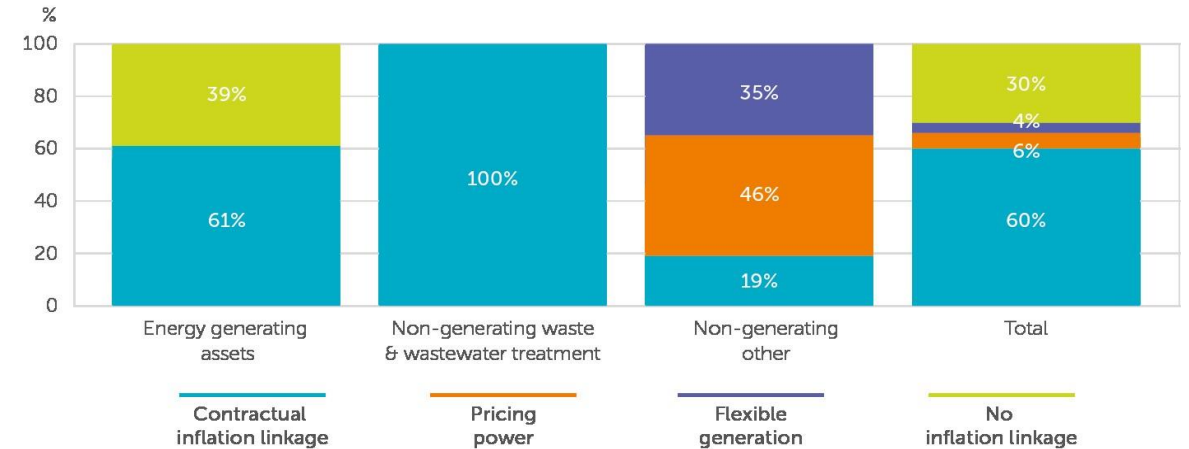 %
100
80
60
40
20
0
39%
61%
100%
35%
46%
19%
30%
4%
6%
60%
Energy generating
assets
Non-generating waste
& wastewater treatment
Non-generating
other
Total
Contractual
inflation linkage
Pricing
power
Flexible
generation
No
inflation linkage